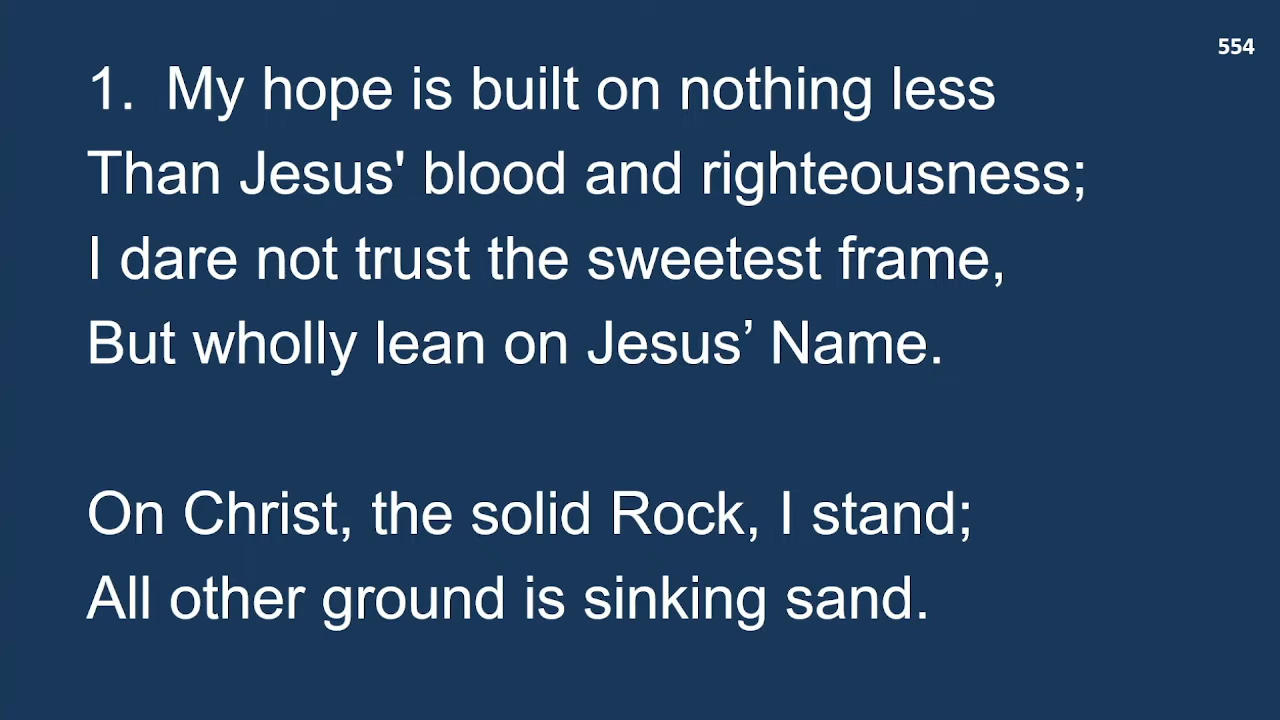 554
1. My hope is built on nothing less
Than Jesus' blood and righteousness;
I dare not trust the sweetest frame,
But wholly lean on Jesus’ Name.
On Christ, the solid Rock, I stand;
All other ground is sinking sand.